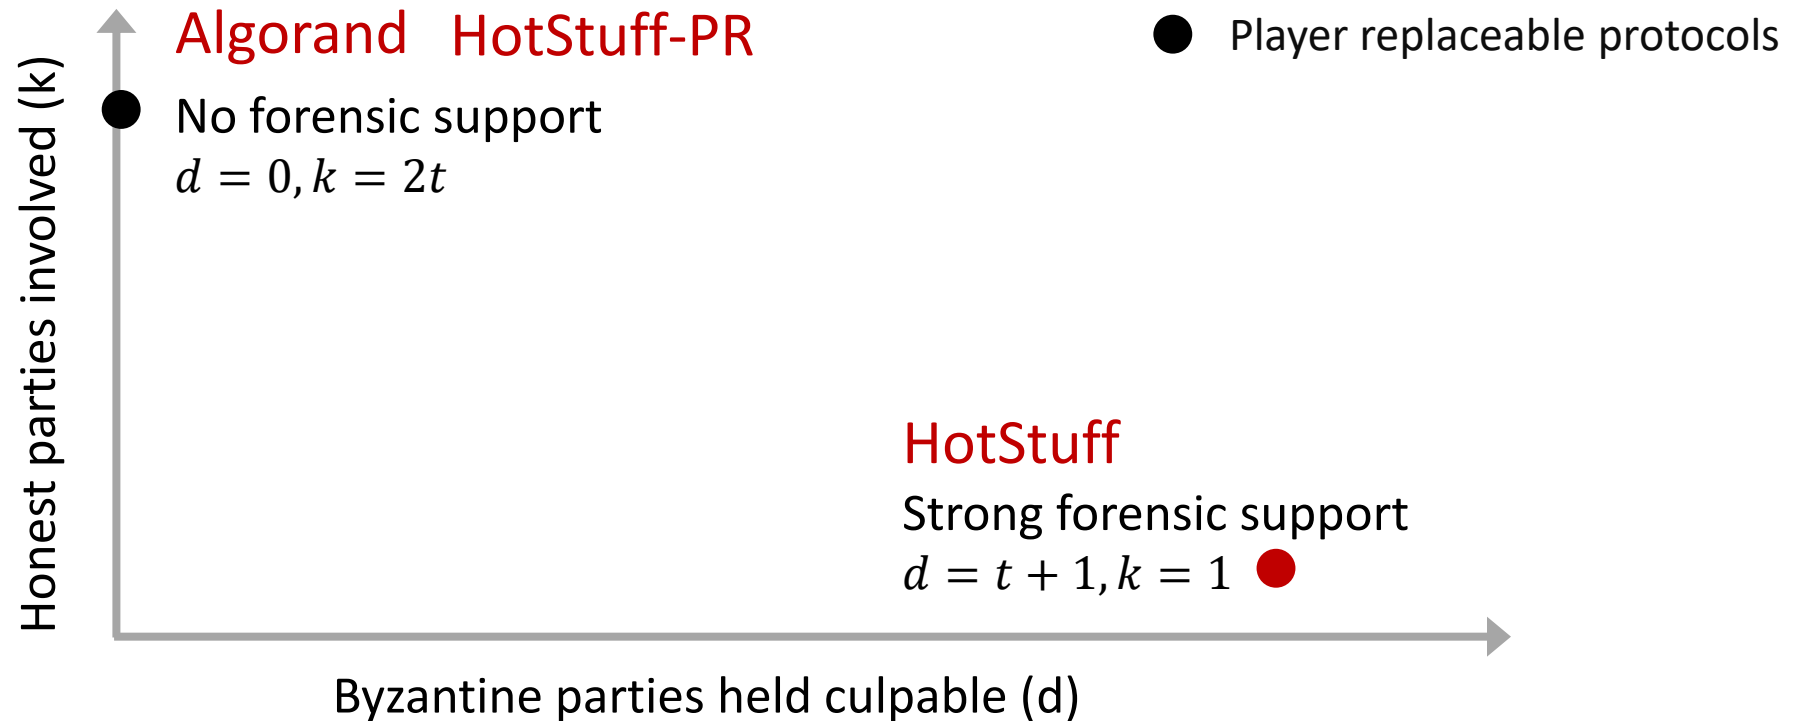 Algorand HotStuff-PR
Player replaceable protocols
No forensic support
d = 0, k = 2t
Honest parties involved (k)
HotStuff
Strong forensic support
d = t + 1, k = 1
Byzantine parties held culpable (d)